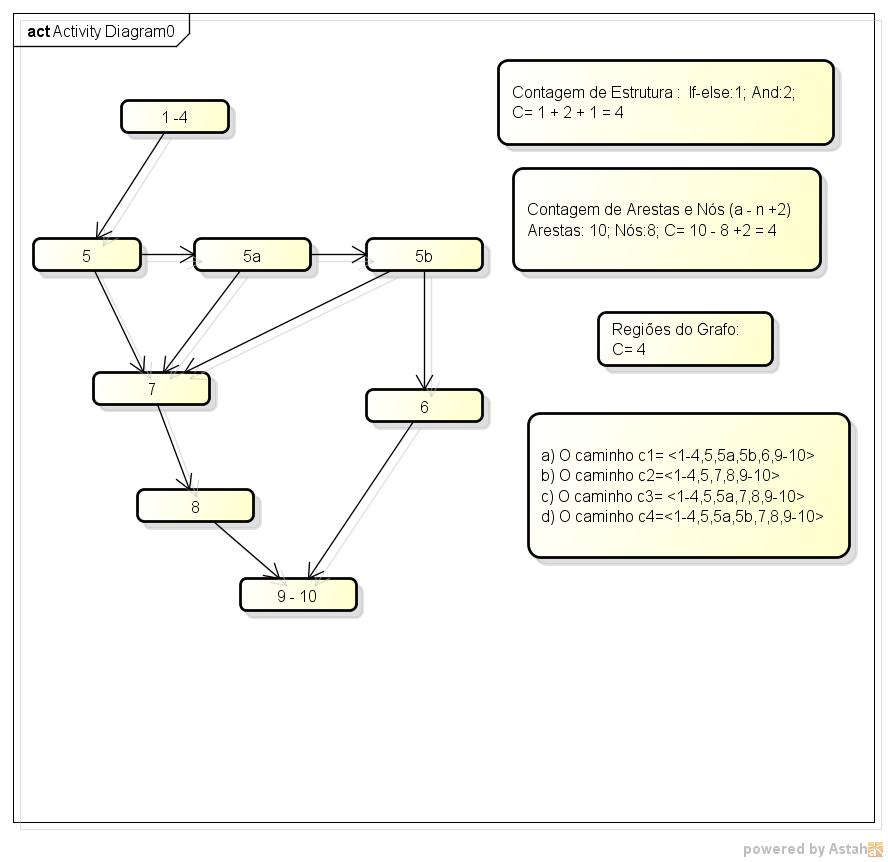 act Activity Diagram0
1 -4
5
5a
5b
7
6
8
9 - 10
Contagem de Estrutura : If-else:1; And:2;
C= 1 + 2 + 1 = 4
Contagem de Arestas e Nós (a - n +2)
Arestas: 10; Nós:8; C= 10 - 8 +2 = 4
Regiões do Grafo:
C= 4
a) O caminho c1= <1-4,5,5a,5b,6,9-10>
b) O caminho c2=<1-4,5,7,8,9-10>
c) O caminho c3= <1-4,5,5a,7,8,9-10>
d) O caminho c4=<1-4,5,5a,5b,7,8,9-10>
powered by Astah